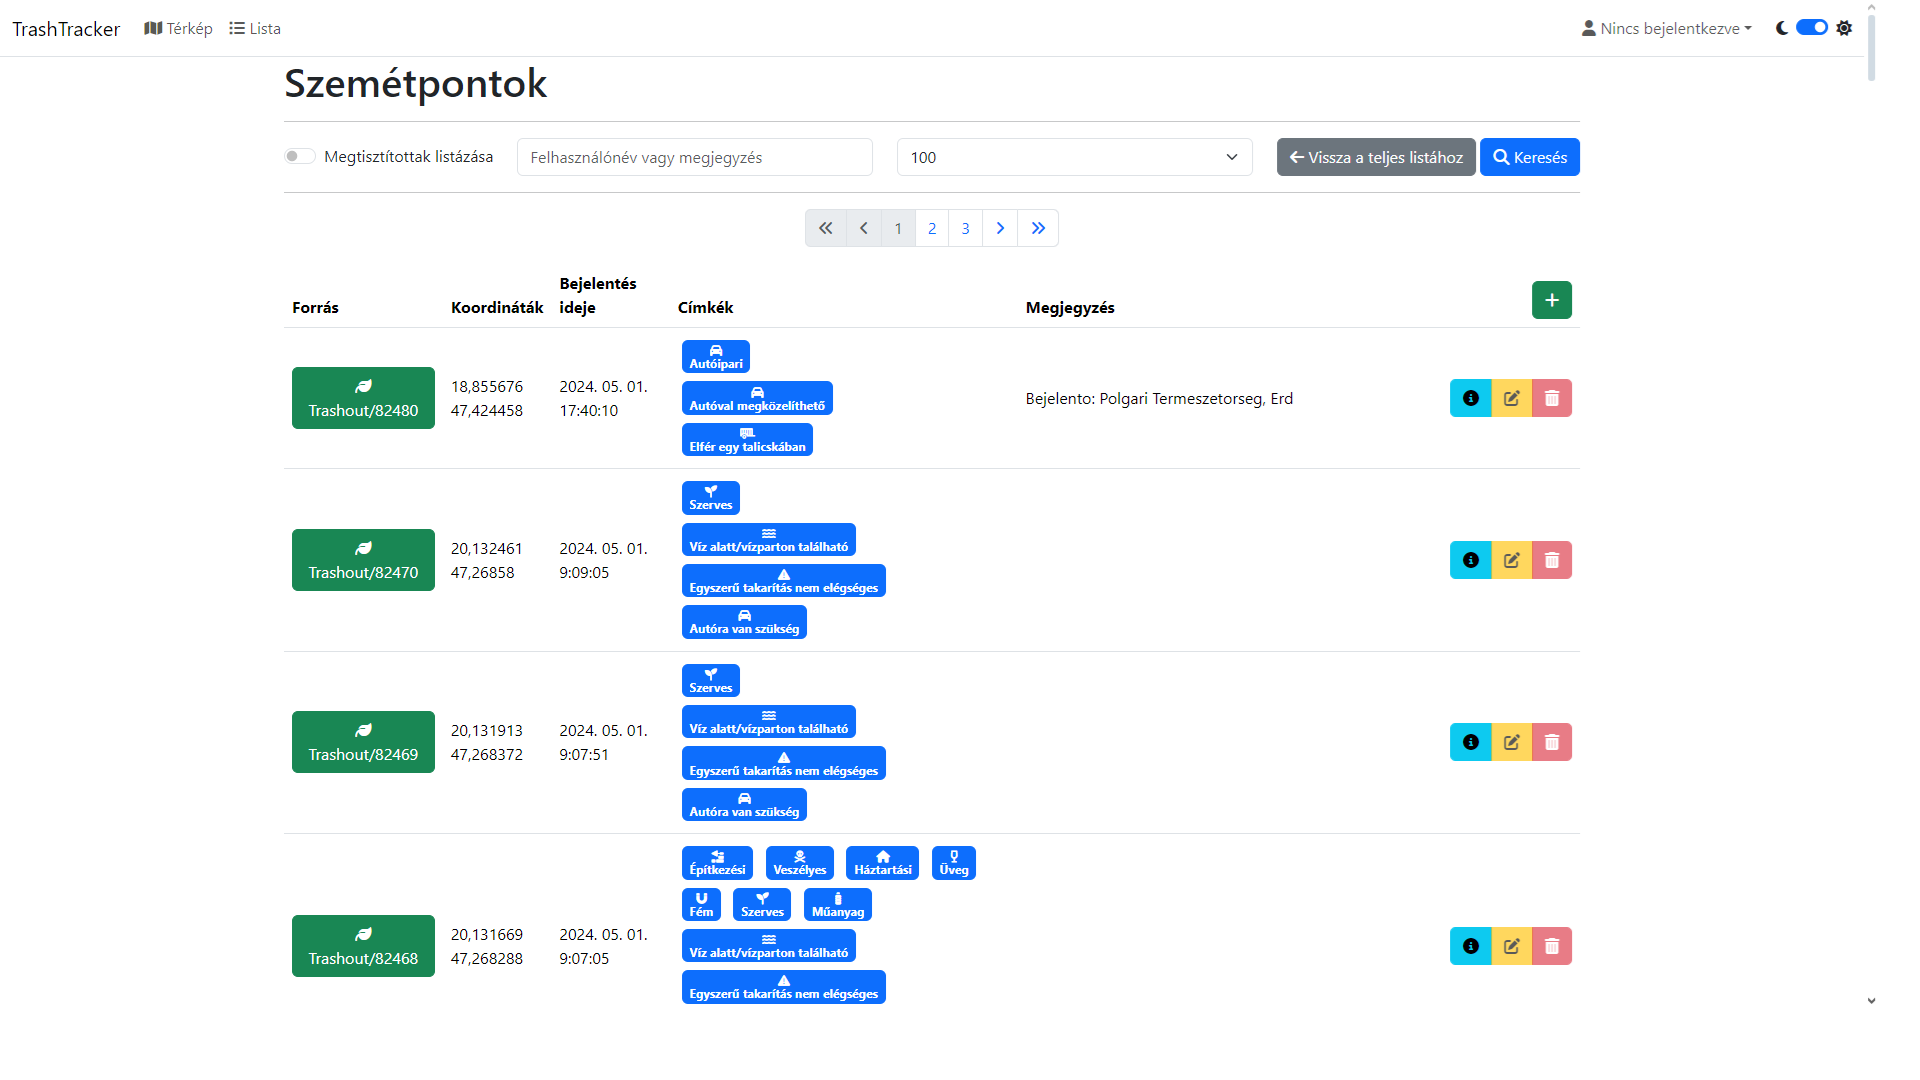 TrashTracker Térkép Lista Nincs bejelentkezve
Szemétpontok
Megtisztítottak listázása Felhasználónév vagy megjegyzés 100 Vissza a teljes listához Keresés
1 2 3
Forrás Koordináták Bejelentés ideje Címkék Megjegyzés
Trashout/82480
18,855676
47,424458
2024. 05. 01.
17:40:10
Autóipari
Autóval megközelíthető
Elfér egy talicskában
Bejelento: Polgari Termeszetorseg, Erd
Trashout/82470
20,132461
47,26858
2024. 05. 01.
9:09:05
Szerves
Víz alatt/vízparton található
Egyszerű takarítás nem elégséges
Autóra van szükség
Trashout/82469
20,131913
47,268372
2024. 05. 01.
9:07:51
Szerves
Víz alatt/vízparton található
Egyszerű takarítás nem elégséges
Autóra van szükség
Trashout/82468
20,131669
47,268288
2024. 05. 01.
9:07:05
Építkezési Veszélyes Háztartási Üveg
Fém Szerves Műanyag
Víz alatt/vízparton található
Egyszerű takarítás nem elégséges